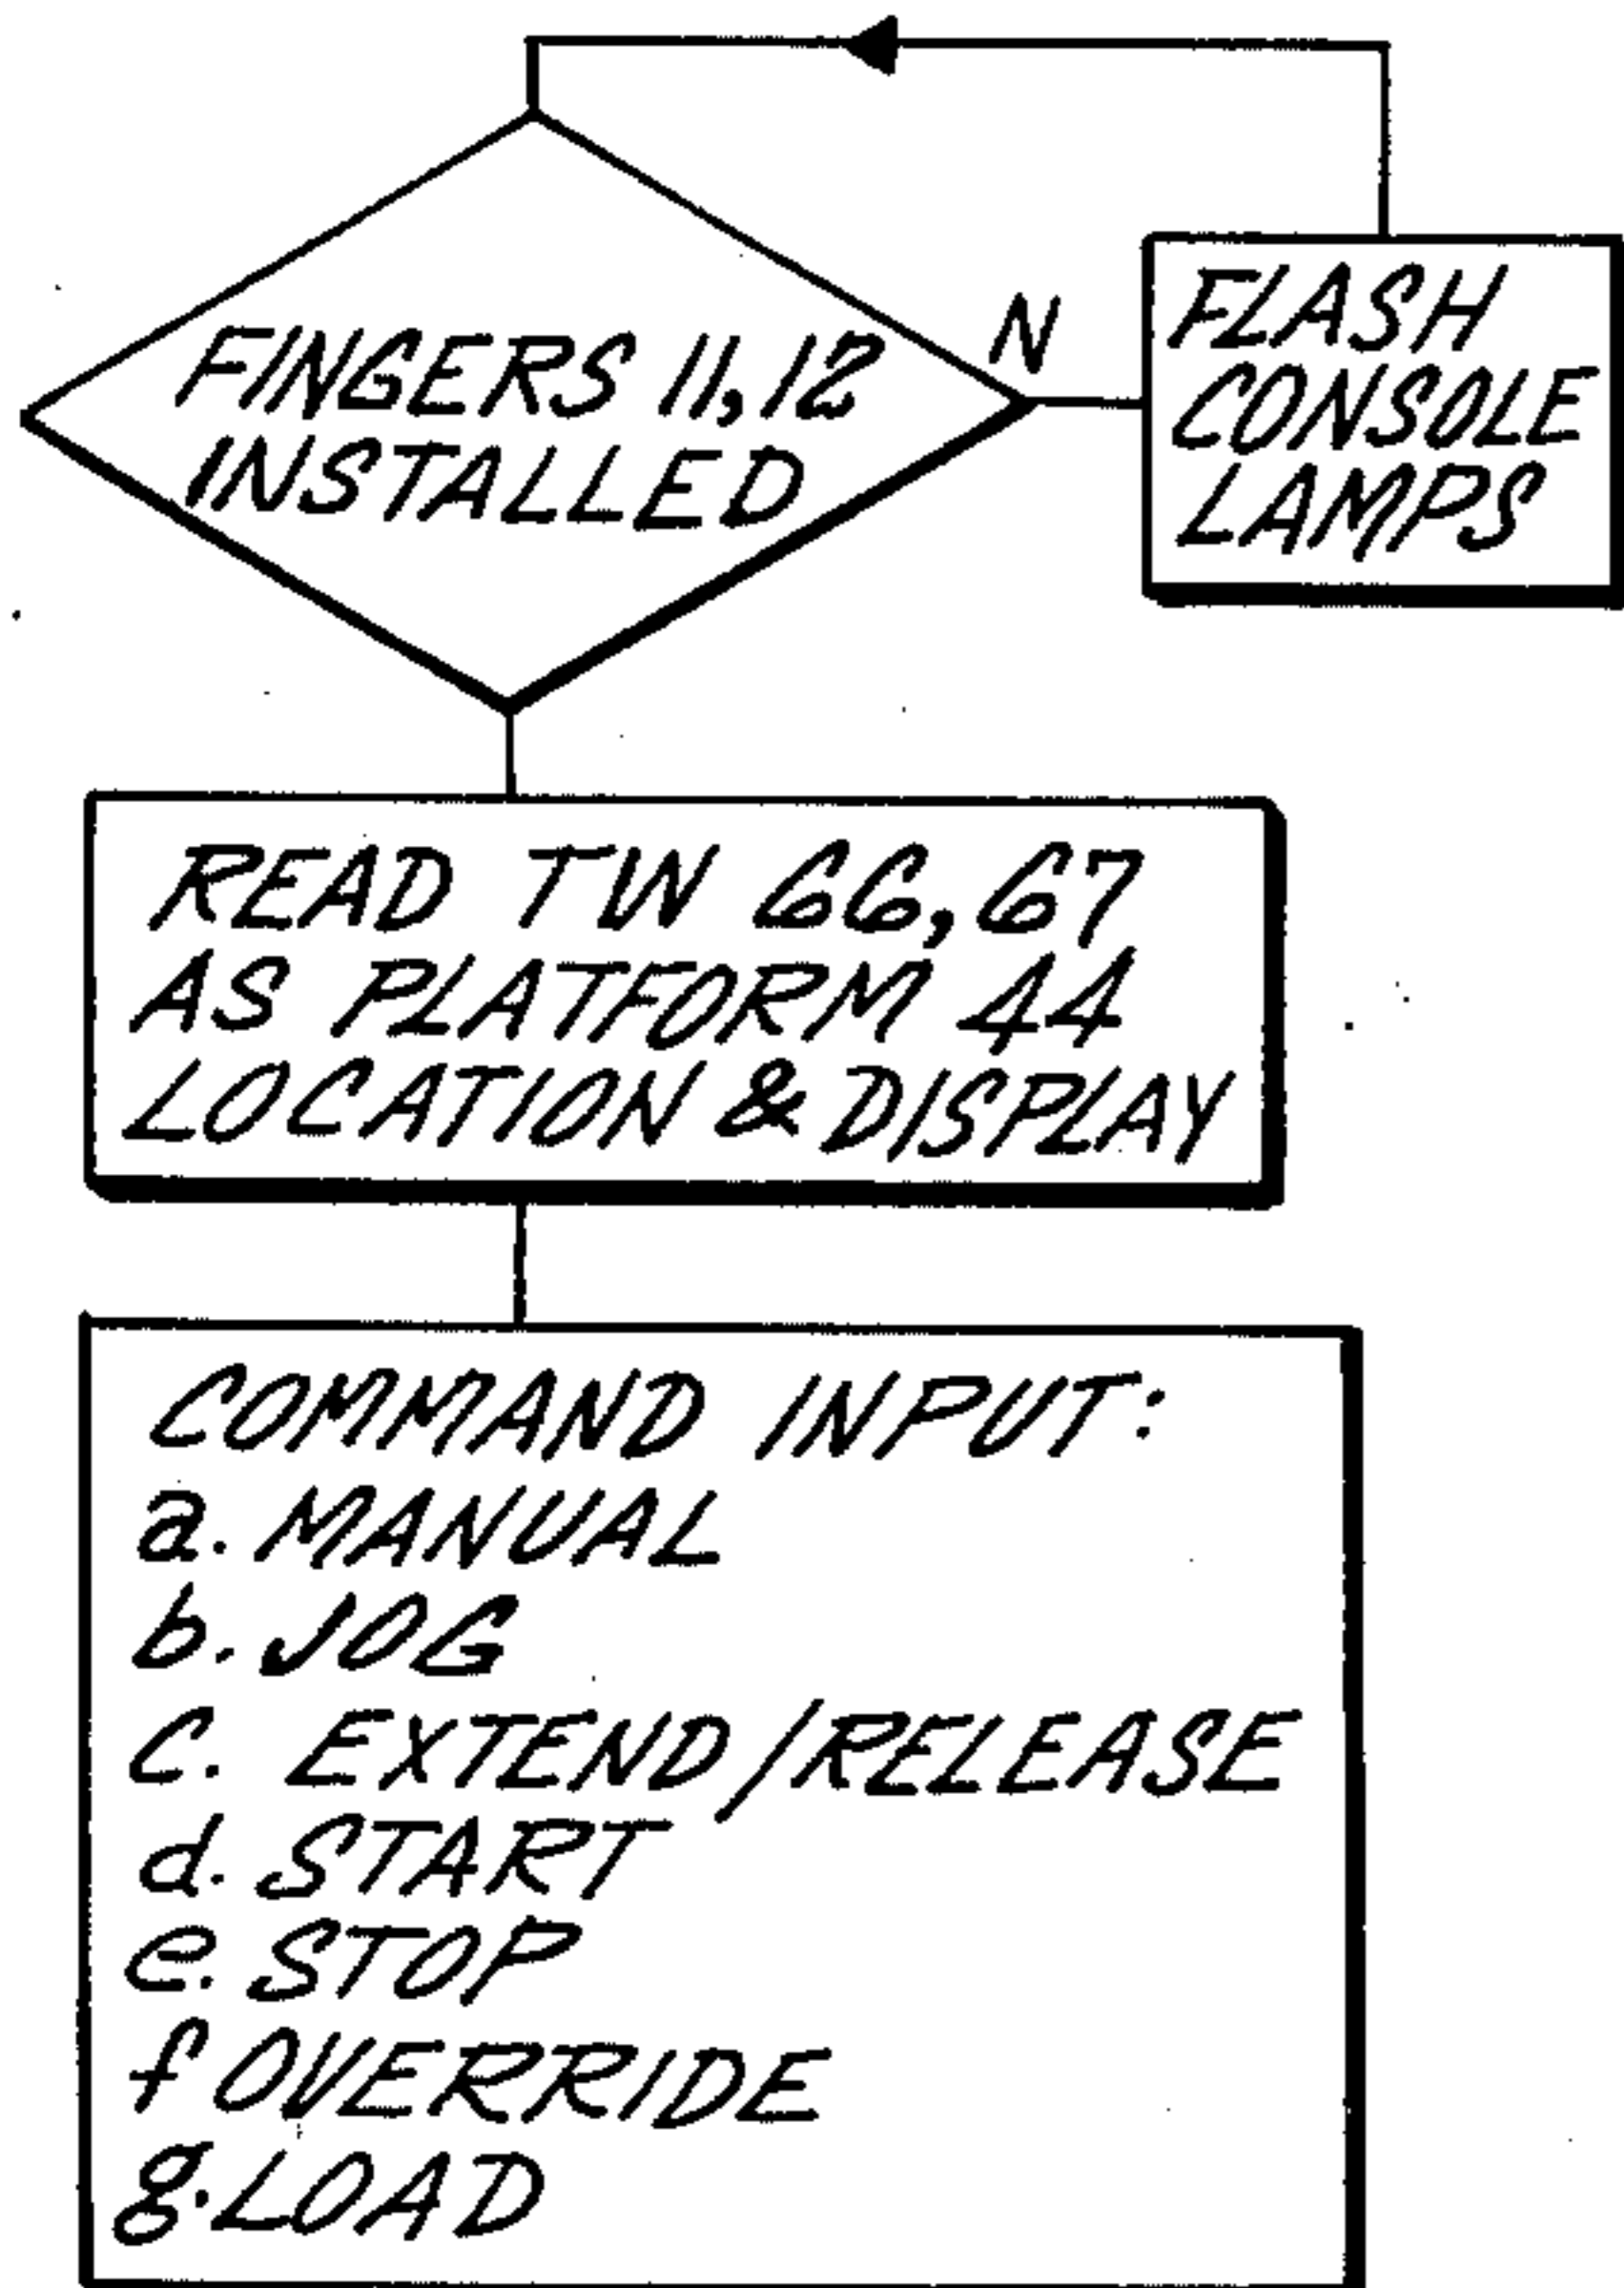 FINGERS 11, 12
INSTALLED
N
FLASH
CONSOLE
LAMPS
READ TW 66, 67
AS PLATFORM 44
LOCATION & DISPLAY
COMMAND INPUT:
a. MANUAL
b. JOG
c. EXTEND/RELEASE
d. START
e. STOP
f OVERRIDE
g. LOAD